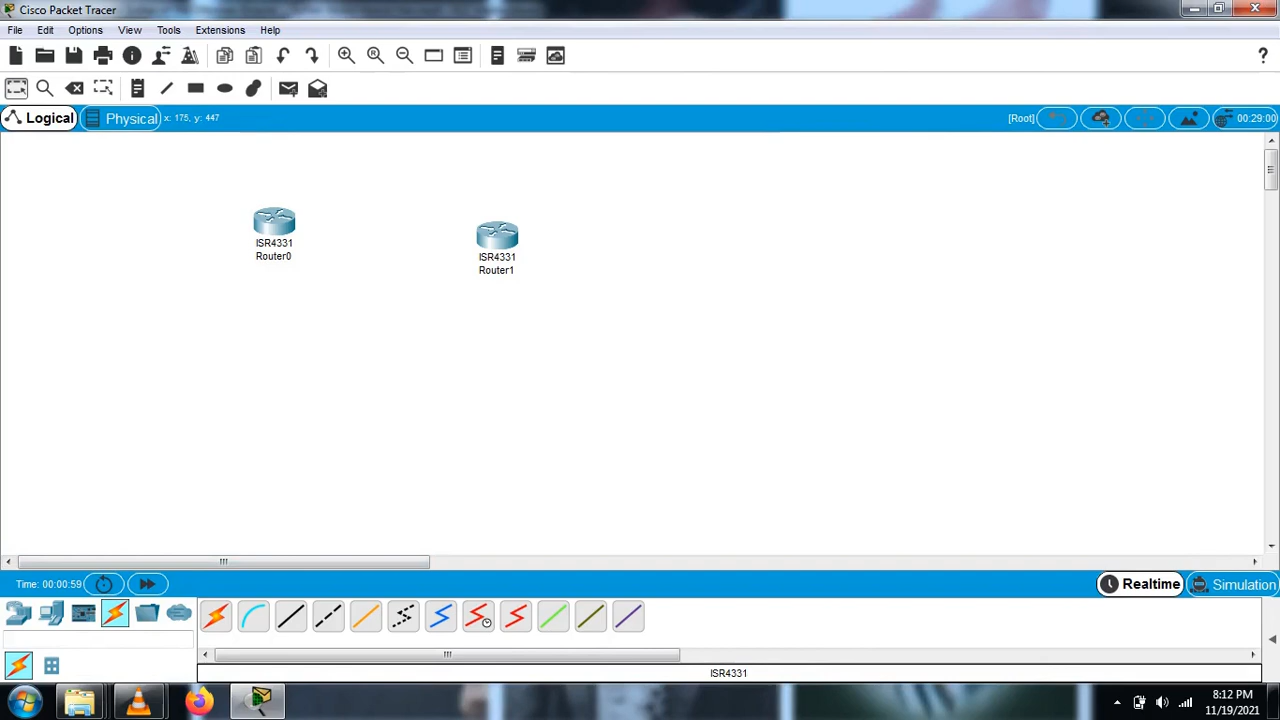 Cisco Packet Tracer
File Edit Options View Tools Extensions Help
?
Logical Physical x: 175, y: 447 [Root] 00:29:00
ISR4331
Router0
ISR4331
Router1
Time: 00:00:59 Realtime Simulation
ISR4331
8:12 PM
11/19/2021